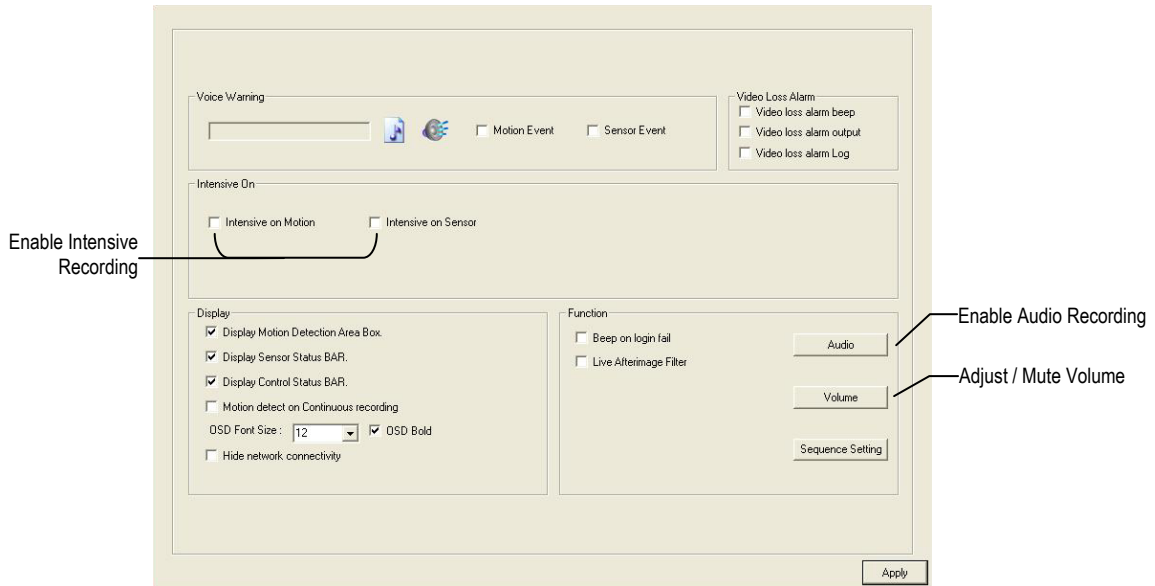 Voice Warning
Motion Event
Sensor Event
Video Loss Alarm
Video loss alarm beep
Video loss alarm output
Video loss alarm Log
Intensive On
Intensive on Motion
Intensive on Sensor
Enable Intensive
Recording
Display
Display Motion Detection Area Box.
Display Sensor Status BAR.
Display Control Status BAR.
Motion detect on Continuous recording
OSD Font Size : 12 OSD Bold
Hide network connectivity
Function
Beep on login fail
Live Afterimage Filter
Audio
Volume
Sequence Setting
Enable Audio Recording
Adjust / Mute Volume
Apply